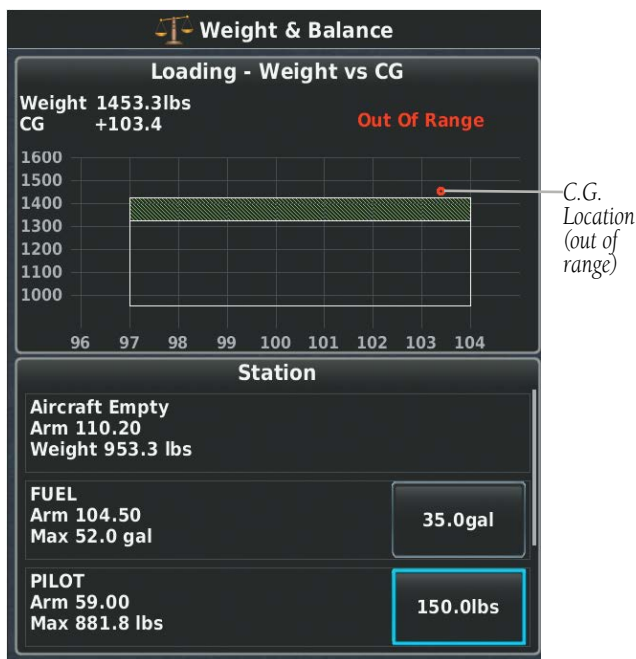 Weight & Balance
Loading - Weight vs CG
Weight 1453.3lbs
CG +103.4
Out Of Range
1600
1500
1400
1300
1200
1100
1000
96 97 98 99 100 101 102 103 104
C.G.
Location
(out of
range)
Station
Aircraft Empty
Arm 110.20
Weight 953.3 lbs
FUEL
Arm 104.50
Max 52.0 gal
35.0gal
PILOT
Arm 59.00
Max 881.8 lbs
150.0lbs